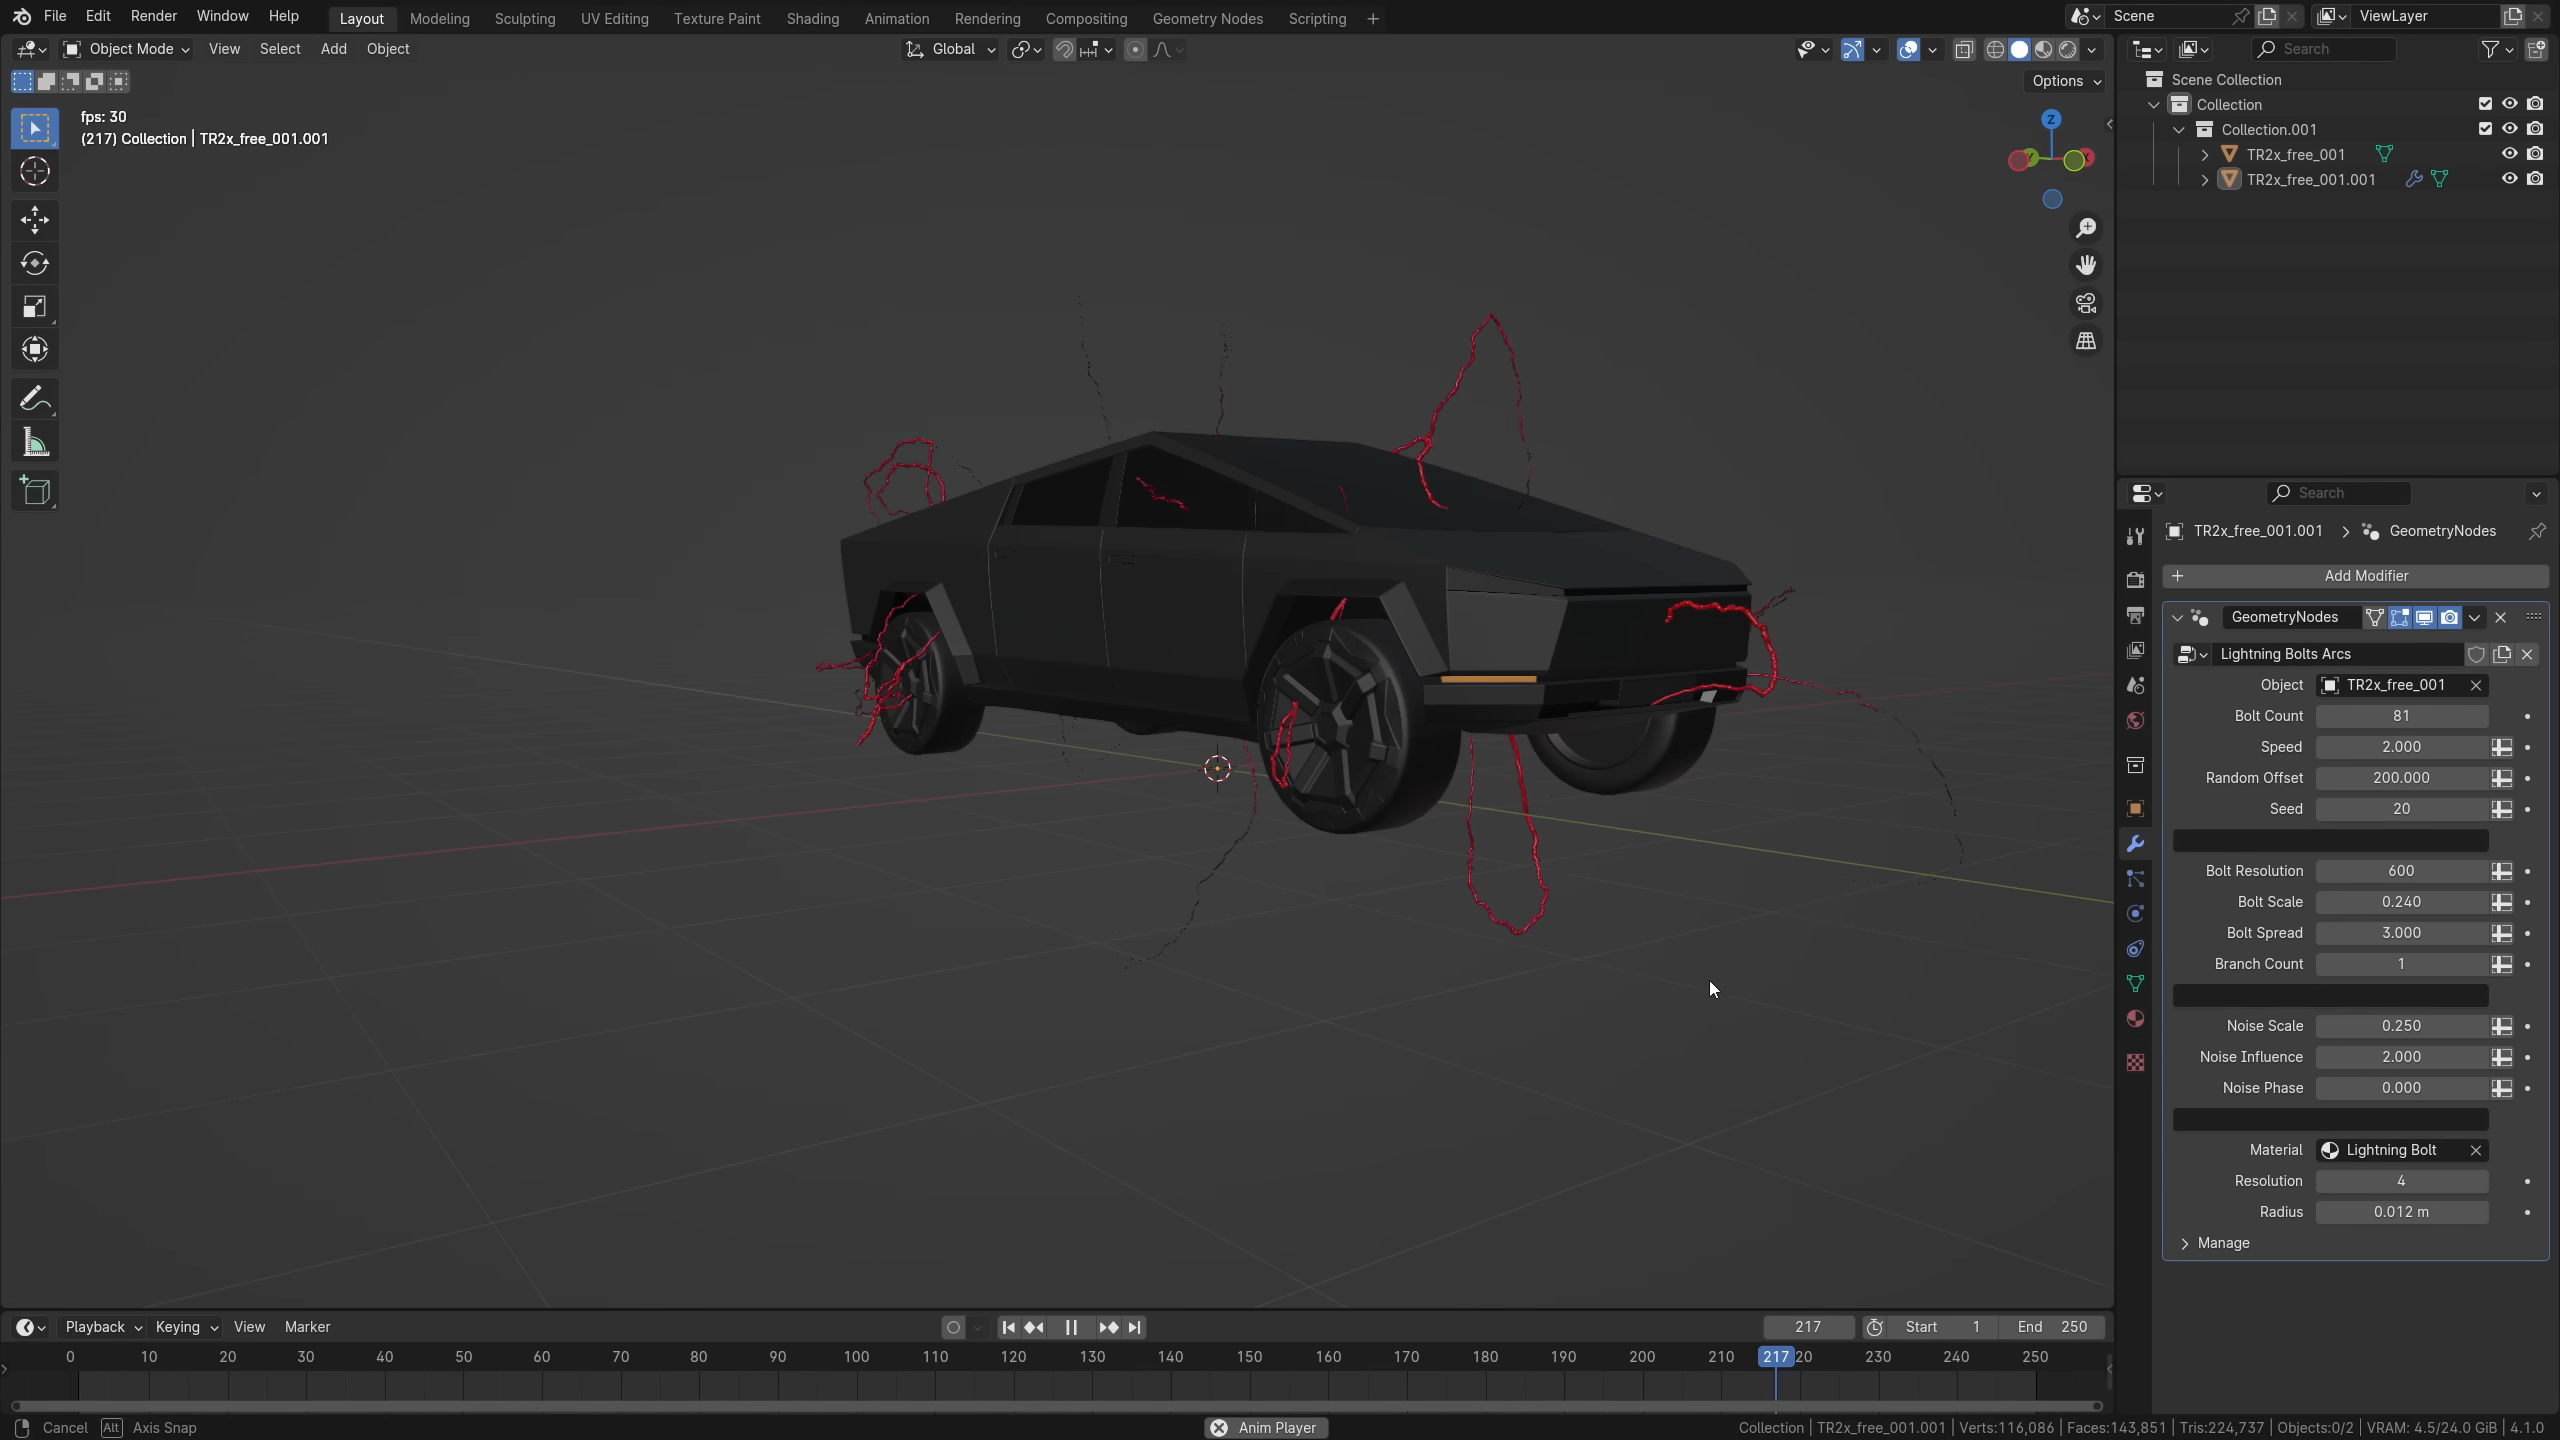 File Edit Render Window Help Layout Modeling Sculpting UV Editing Texture Paint Shading Animation Rendering Compositing Geometry Nodes Scripting + Scene ViewLayer
Object Mode View Select Add Object Global Search
Options
fps: 30
(217) Collection | TR2x_free_001.001
Z
Y
X
Scene Collection
Collection
Collection.001
TR2x_free_001
TR2x_free_001.001
Search
TR2x_free_001.001 > GeometryNodes
+ Add Modifier
GeometryNodes
Lightning Bolts Arcs
Object TR2x_free_001
Bolt Count 81
Speed 2.000
Random Offset 200.000
Seed 20
Bolt Resolution 600
Bolt Scale 0.240
Bolt Spread 3.000
Branch Count 1
Noise Scale 0.250
Noise Influence 2.000
Noise Phase 0.000
Material Lightning Bolt
Resolution 4
Radius 0.012 m
Manage
Playback Keying View Marker 217 Start 1 End 250
0 10 20 30 40 50 60 70 80 90 100 110 120 130 140 150 160 170 180 190 200 210 217 20 230 240 250
Cancel Alt Axis Snap Anim Player Collection | TR2x_free_001.001 | Verts:116,086 | Faces:143,851 | Tris:224,737 | Objects:0/2 | VRAM: 4.5/24.0 GiB | 4.1.0